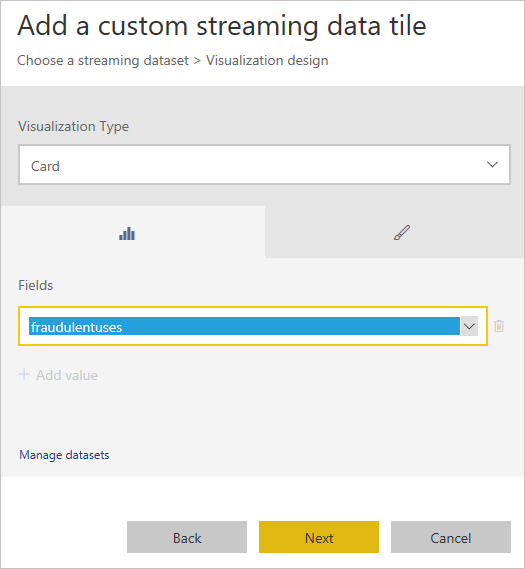 Add a custom streaming data tile
Choose a streaming dataset > Visualization design
Visualization Type
Card
Fields
fraudulentuses
+ Add value
Manage datasets
Back
Next
Cancel